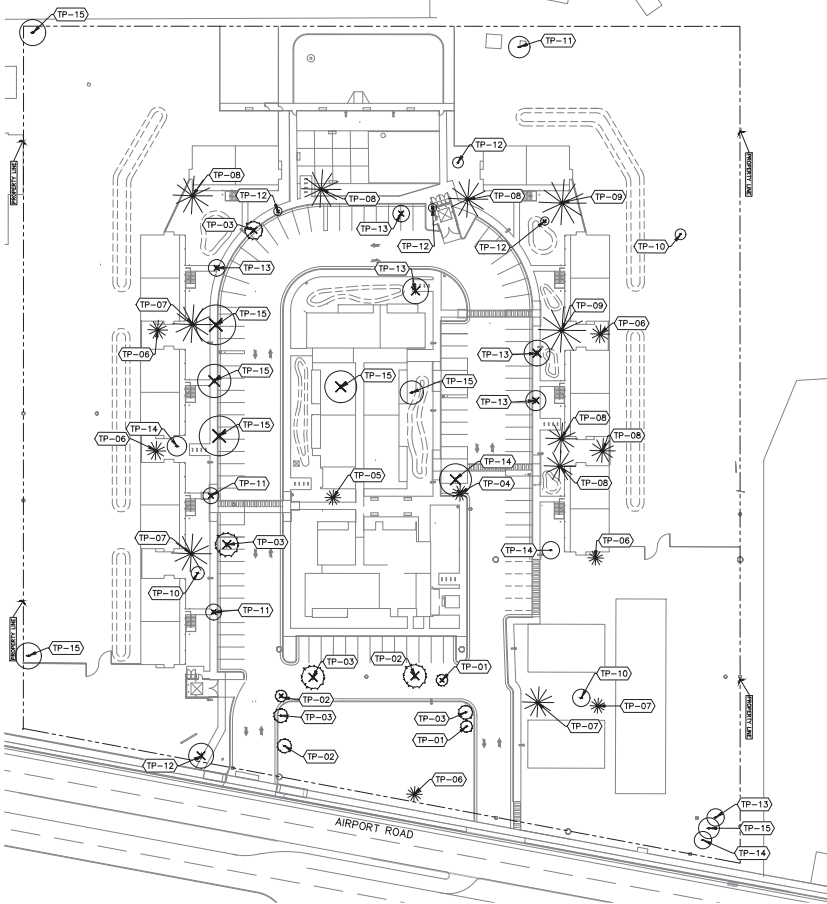 TP-15
TP-11
TP-12
PROPERTY LINE
PROPERTY LINE
TP-08
TP-12
TP-08
TP-08
TP-09
TP-03
TP-13
TP-12
TP-12
TP-10
TP-13
TP-13
TP-07
TP-15
TP-09
TP-06
TP-06
TP-13
TP-15
TP-15
TP-15
TP-13
TP-08
TP-14
TP-15
TP-06
TP-08
TP-14
TP-05
TP-04
TP-08
TP-11
TP-07
TP-03
TP-06
TP-14
TP-10
TP-11
PROPERTY LINE
TP-15
TP-03
TP-02
TP-01
TP-10
PROPERTY LINE
TP-02
TP-03
TP-03
TP-07
TP-07
TP-01
TP-02
TP-12
TP-06
TP-13
AIRPORT ROAD
TP-15
TP-14